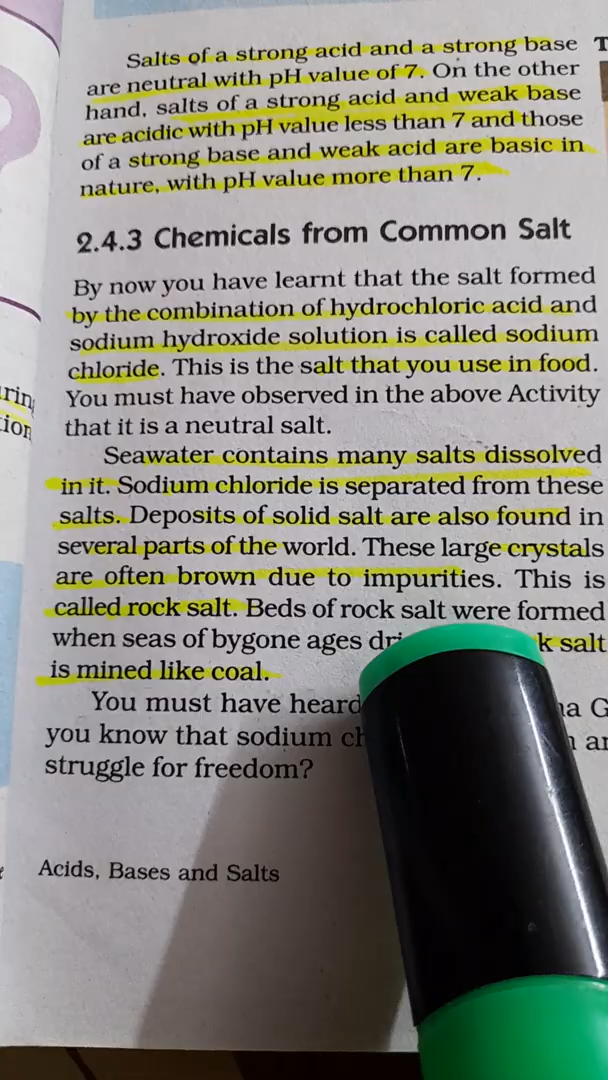 Salts of a strong acid and a strong base
are neutral with pH value of 7. On the other
hand, salts of a strong acid and weak base
are acidic with pH value less than 7 and those
of a strong base and weak acid are basic in
nature, with pH value more than 7.
2.4.3 Chemicals from Common Salt
By now you have learnt that the salt formed
by the combination of hydrochloric acid and
sodium hydroxide solution is called sodium
chloride. This is the salt that you use in food.
You must have observed in the above Activity
that it is a neutral salt.
Seawater contains many salts dissolved
in it. Sodium chloride is separated from these
salts. Deposits of solid salt are also found in
several parts of the world. These large crystals
are often brown due to impurities. This is
called rock salt. Beds of rock salt were formed
when seas of bygone ages salt
is mined like coal.
You must have heard
you know that sodium
struggle for freedom?
Acids, Bases and Salts